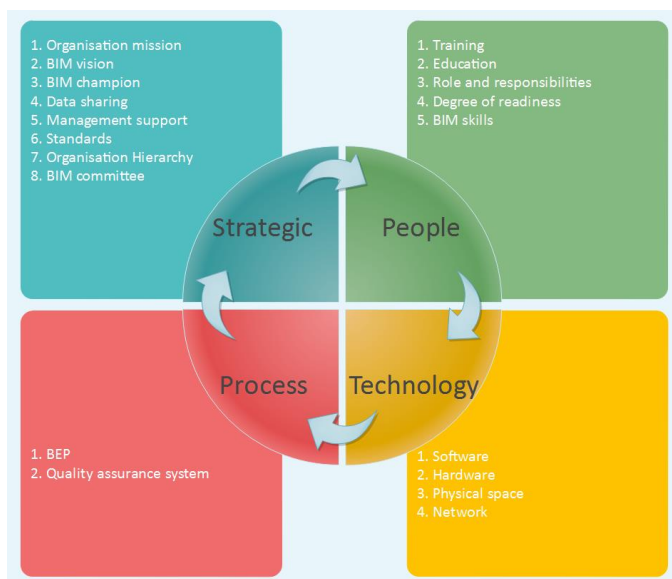 1. Organisation mission
2. BIM vision
3. BIM champion
4. Data sharing
5. Management support
6. Standards
7. Organisation Hierarchy
8. BIM committee
1. Training
2. Education
3. Role and responsibilities
4. Degree of readiness
5. BIM skills
Strategic
People
Process
Technology
1. BEP
2. Quality assurance system
1. Software
2. Hardware
3. Physical space
4. Network